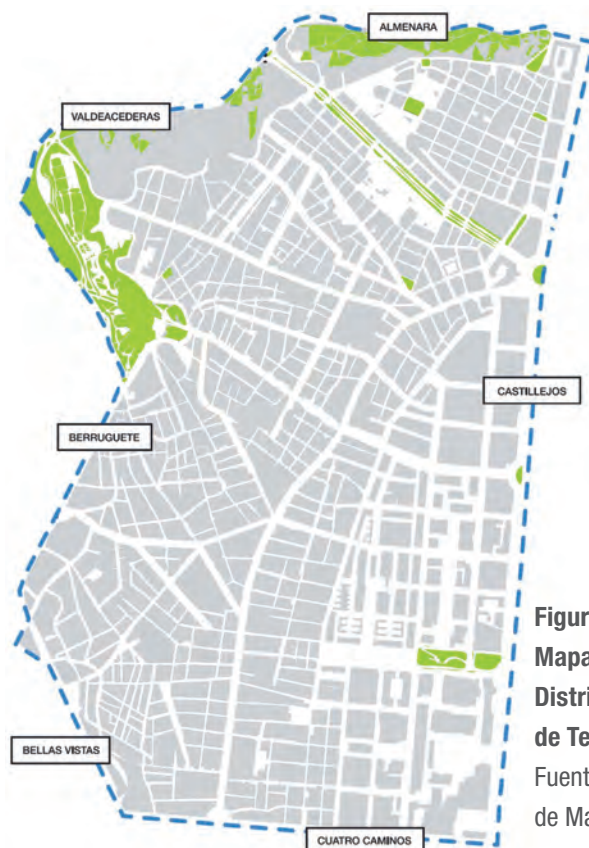 ALMENARA
VALDEACEDERAS
CASTILLEJOS
BERRUGUETE
Figur
Mapa
Distri
de Te
Fuent
de Ma
BELLAS VISTAS
CUATRO CAMINOS